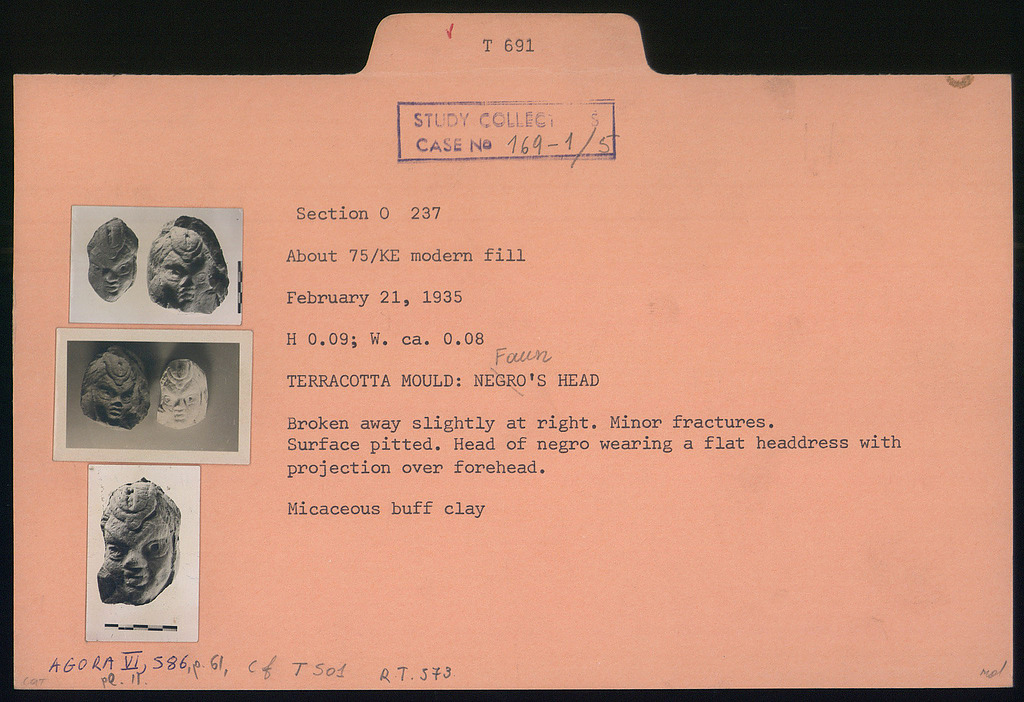 T 691
STUDY COLLECT S
CASE No 169-1/5
Section O 237
About 75/KE modern fill
February 21, 1935
H 0.09; W. ca. 0.08
Faun
TERRACOTTA MOULD: NEGRO'S HEAD
Broken away slightly at right. Minor fractures.
Surface pitted. Head of negro wearing a flat headdress with
projection over forehead.
Micaceous buff clay
AGORA VI, 586, p. 61, Cf T 501 R.T. 573
pl. 11.